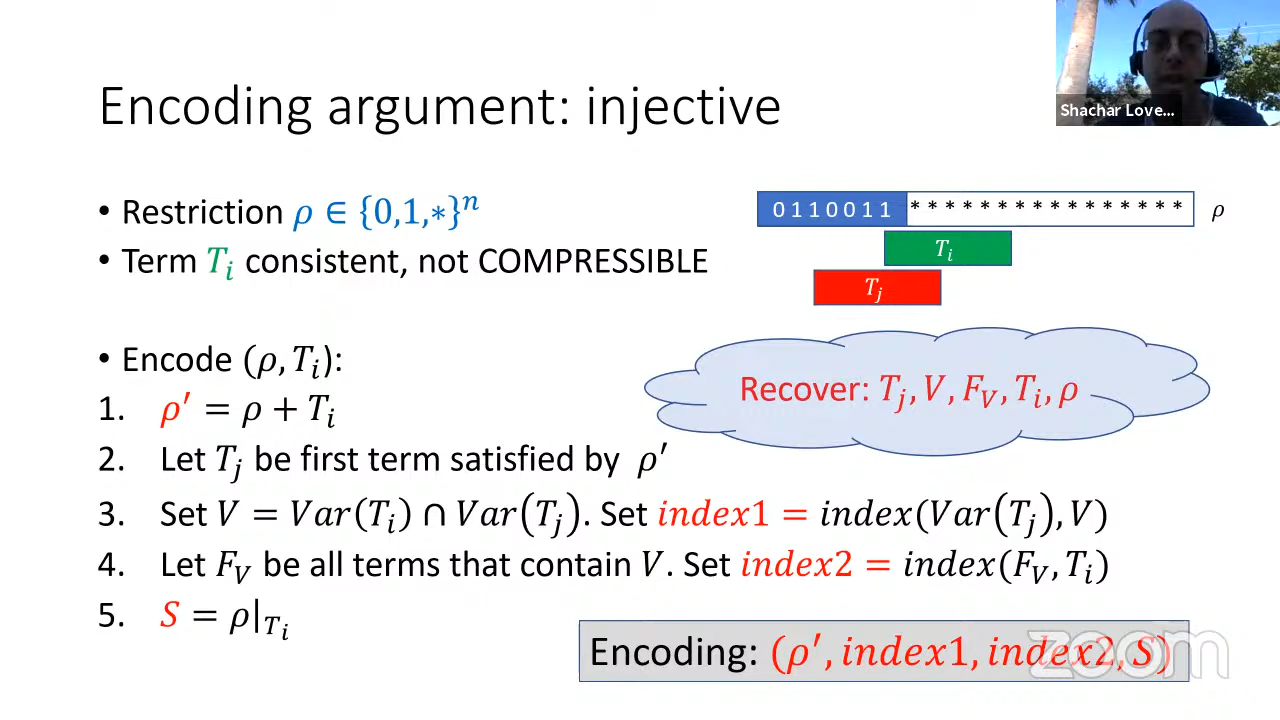 Shachar Love...
Encoding argument: injective
• Restriction ρ ∈ {0,1,∗}ⁿ
• Term Tᵢ consistent, not COMPRESSIBLE
0 1 1 0 0 1 1 * * * * * * * * * * * * * * * * ρ
Tᵢ
Tⱼ
• Encode (ρ, Tᵢ):
1. ρ′ = ρ + Tᵢ
Recover: Tⱼ, V, F_V, Tᵢ, ρ
2. Let Tⱼ be first term satisfied by ρ′
3. Set V = Var(Tᵢ) ∩ Var(Tⱼ). Set index1 = index(Var(Tⱼ), V)
4. Let F_V be all terms that contain V. Set index2 = index(F_V, Tᵢ)
5. S = ρ|_Tᵢ
Encoding: (ρ′, index1, index2, S)
zoom